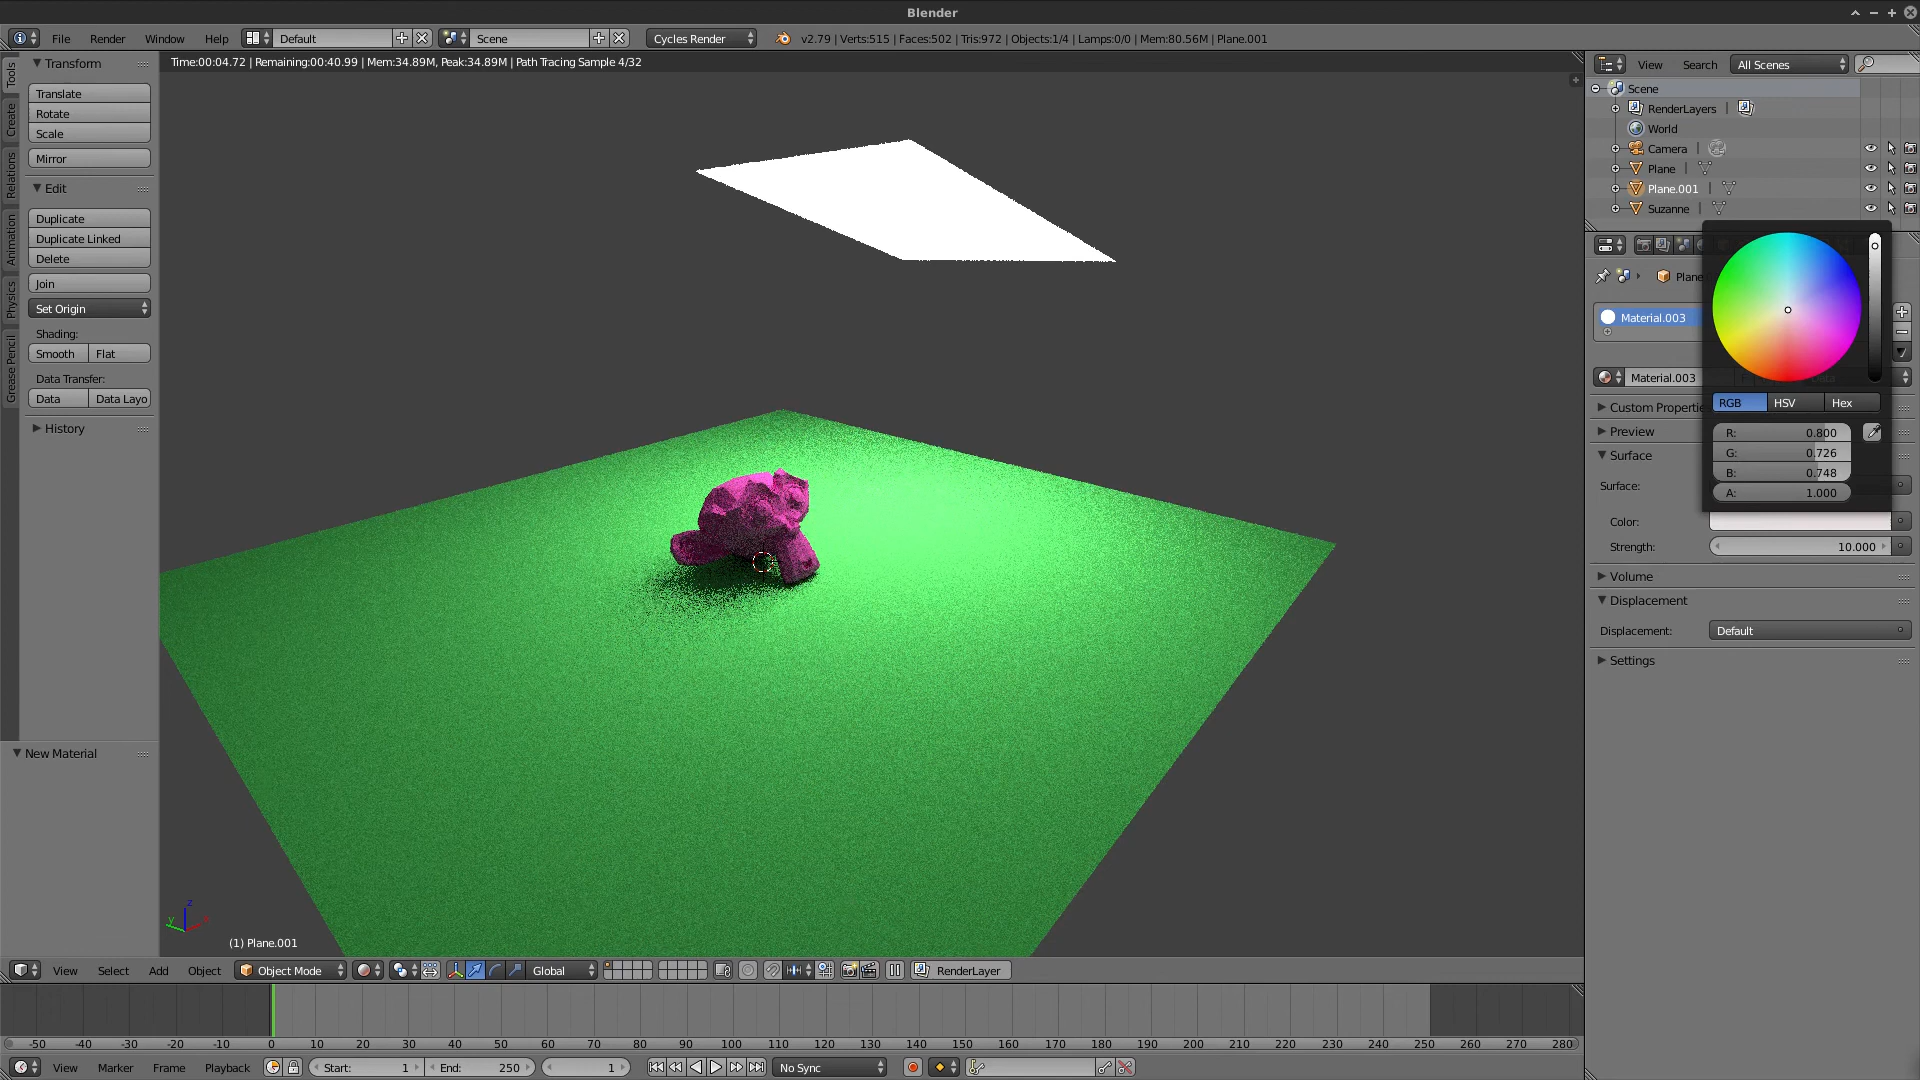 Blender
File Render Window Help Default Scene Cycles Render v2.79 | Verts:515 | Faces:502 | Tris:972 | Objects:1/4 | Lamps:0/0 | Mem:80.56M | Plane.001
Time:00:04.72 | Remaining:00:40.99 | Mem:34.89M, Peak:34.89M | Path Tracing Sample 4/32
Tools
Create
Relations
Animation
Physics
Grease Pencil
Transform
Translate
Rotate
Scale
Mirror
Edit
Duplicate
Duplicate Linked
Delete
Join
Set Origin
Shading:
Smooth Flat
Data Transfer:
Data Data Layo
History
New Material
z
y
(1) Plane.001
View Search All Scenes
Scene
RenderLayers
World
Camera
Plane
Plane.001
Suzanne
Plane
Material.003
Material.003
Custom Propertie
Preview
Surface
Surface:
RGB HSV Hex
R: 0.800
G: 0.726
B: 0.748
A: 1.000
Color:
Strength: 10.000
Volume
Displacement
Displacement: Default
Settings
View Select Add Object Object Mode Global RenderLayer
-50 -40 -30 -20 -10 0 10 20 30 40 50 60 70 80 90 100 110 120 130 140 150 160 170 180 190 200 210 220 230 240 250 260 270 280
View Marker Frame Playback Start: 1 End: 250 1 No Sync